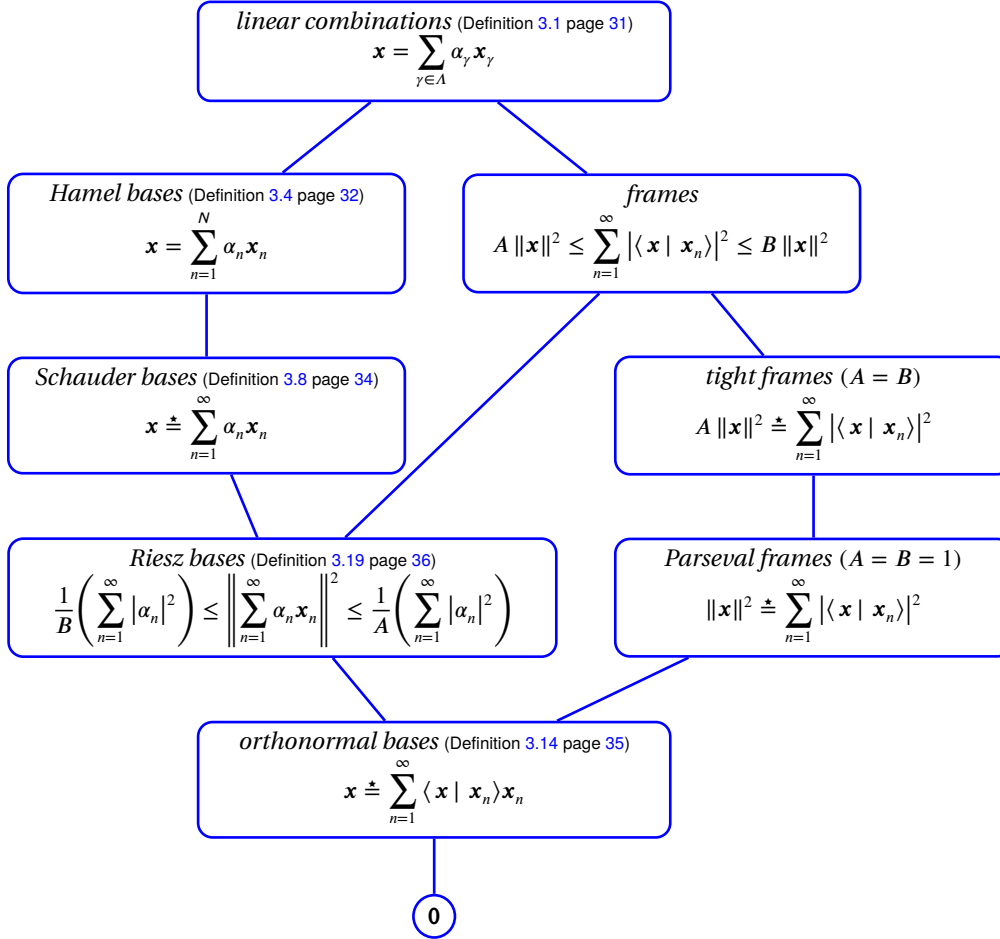 linear combinations (Definition 3.1 page 31)
𝒙 = ∑_{γ∈Λ} α_γ 𝒙_γ
Hamel bases (Definition 3.4 page 32)
𝒙 = ∑_{n=1}^{N} α_n 𝒙_n
frames
A ‖𝒙‖² ≤ ∑_{n=1}^{∞} |⟨𝒙 | 𝒙_n⟩|² ≤ B ‖𝒙‖²
Schauder bases (Definition 3.8 page 34)
𝒙 ≛ ∑_{n=1}^{∞} α_n 𝒙_n
tight frames (A = B)
A ‖𝒙‖² ≛ ∑_{n=1}^{∞} |⟨𝒙 | 𝒙_n⟩|²
Riesz bases (Definition 3.19 page 36)
1/B (∑_{n=1}^{∞} |α_n|²) ≤ ‖∑_{n=1}^{∞} α_n 𝒙_n‖² ≤ 1/A (∑_{n=1}^{∞} |α_n|²)
Parseval frames (A = B = 1)
‖𝒙‖² ≛ ∑_{n=1}^{∞} |⟨𝒙 | 𝒙_n⟩|²
orthonormal bases (Definition 3.14 page 35)
𝒙 ≛ ∑_{n=1}^{∞} ⟨𝒙 | 𝒙_n⟩𝒙_n
0